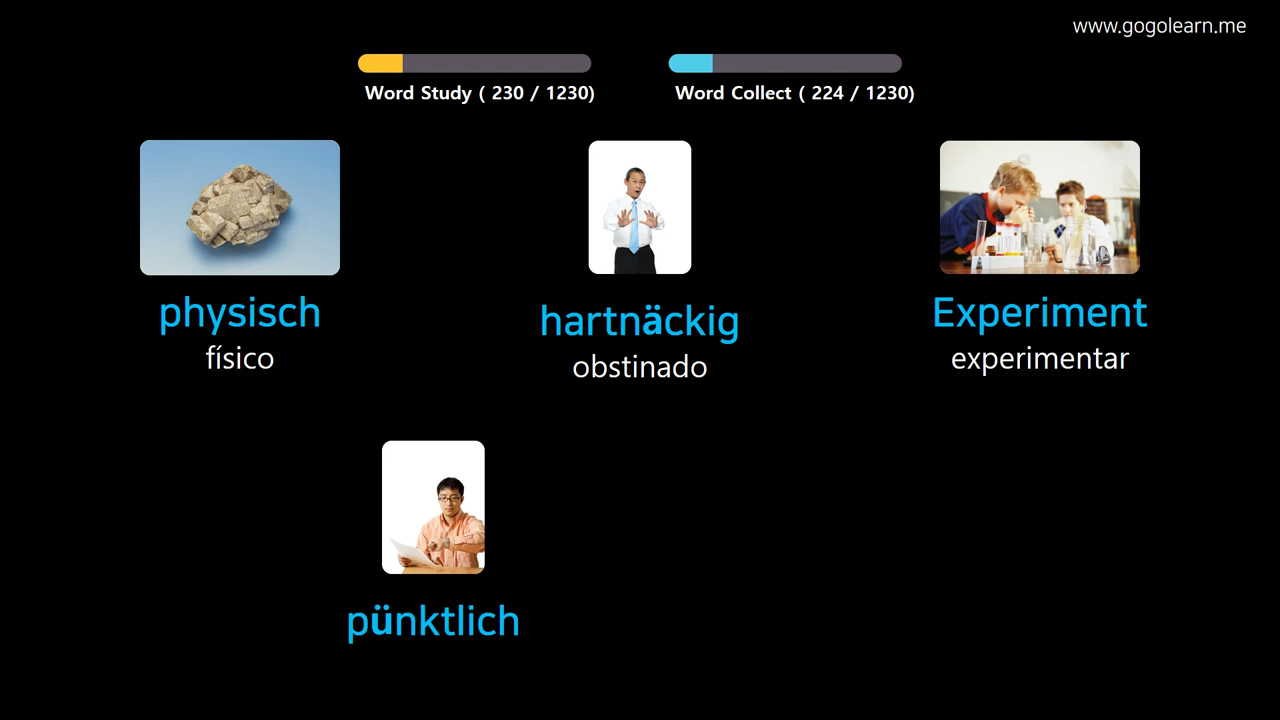 www.gogolearn.me
Word Study ( 230 / 1230)
Word Collect ( 224 / 1230)
physisch
físico
hartnäckig
obstinado
Experiment
experimentar
pünktlich